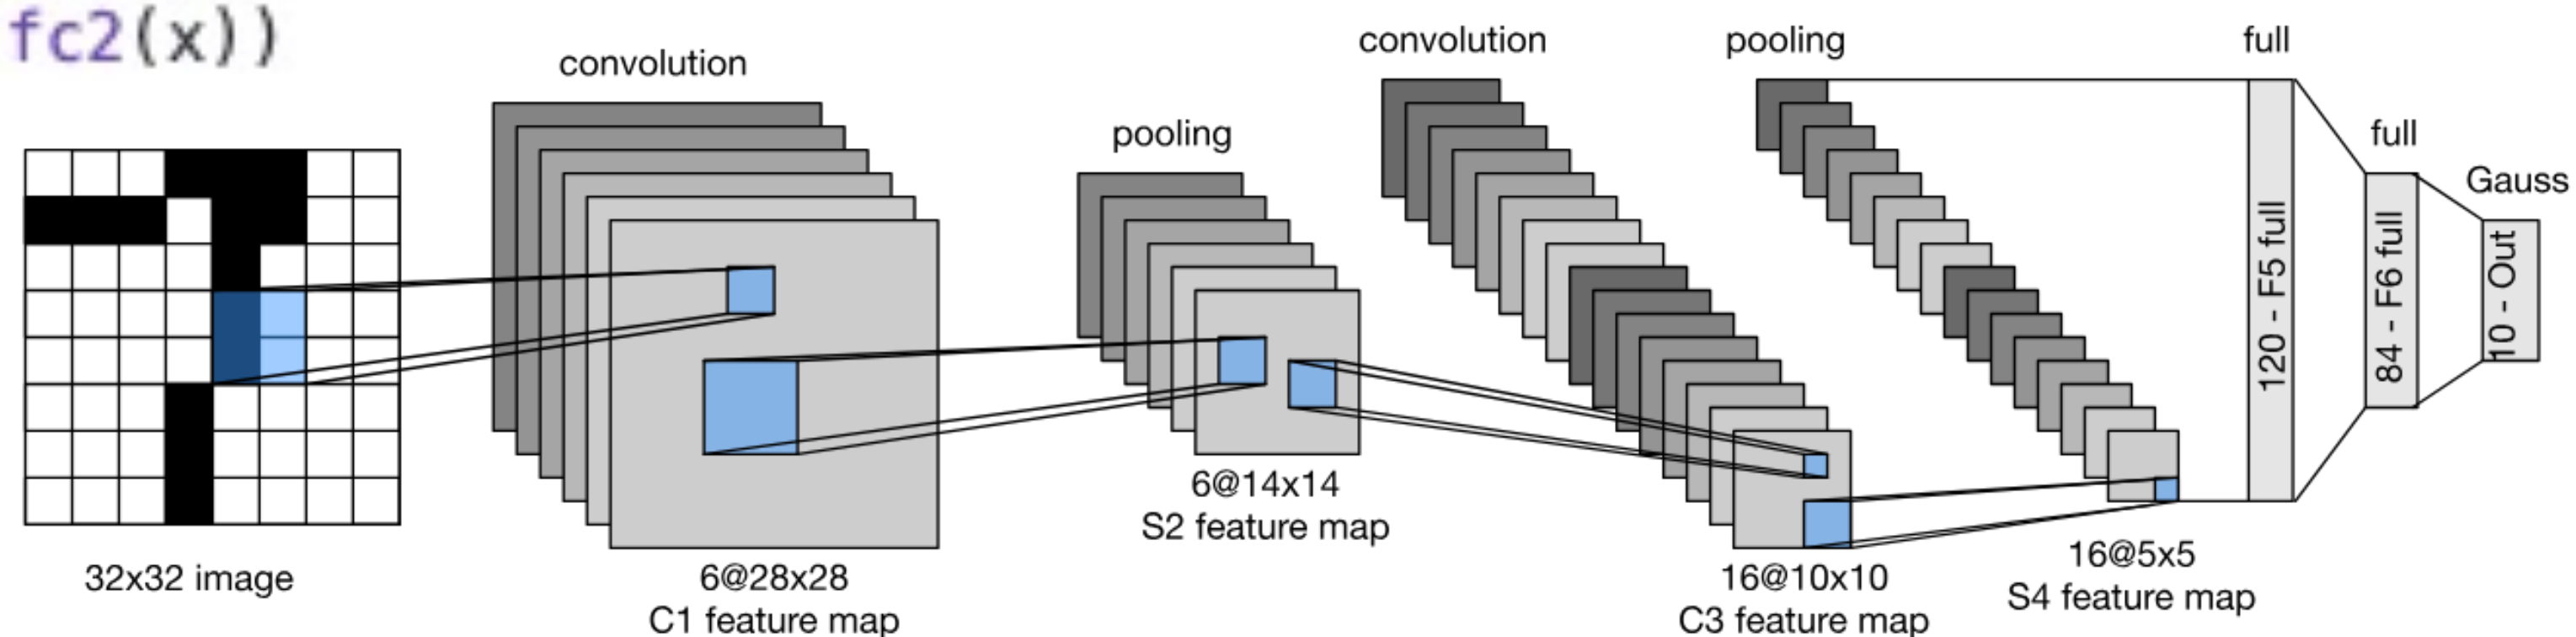 fc2(x))
convolution
pooling
convolution
pooling
full
full
Gauss
120 - F5 full
84 - F6 full
10 - Out
32x32 image
6@28x28
C1 feature map
6@14x14
S2 feature map
16@10x10
C3 feature map
16@5x5
S4 feature map